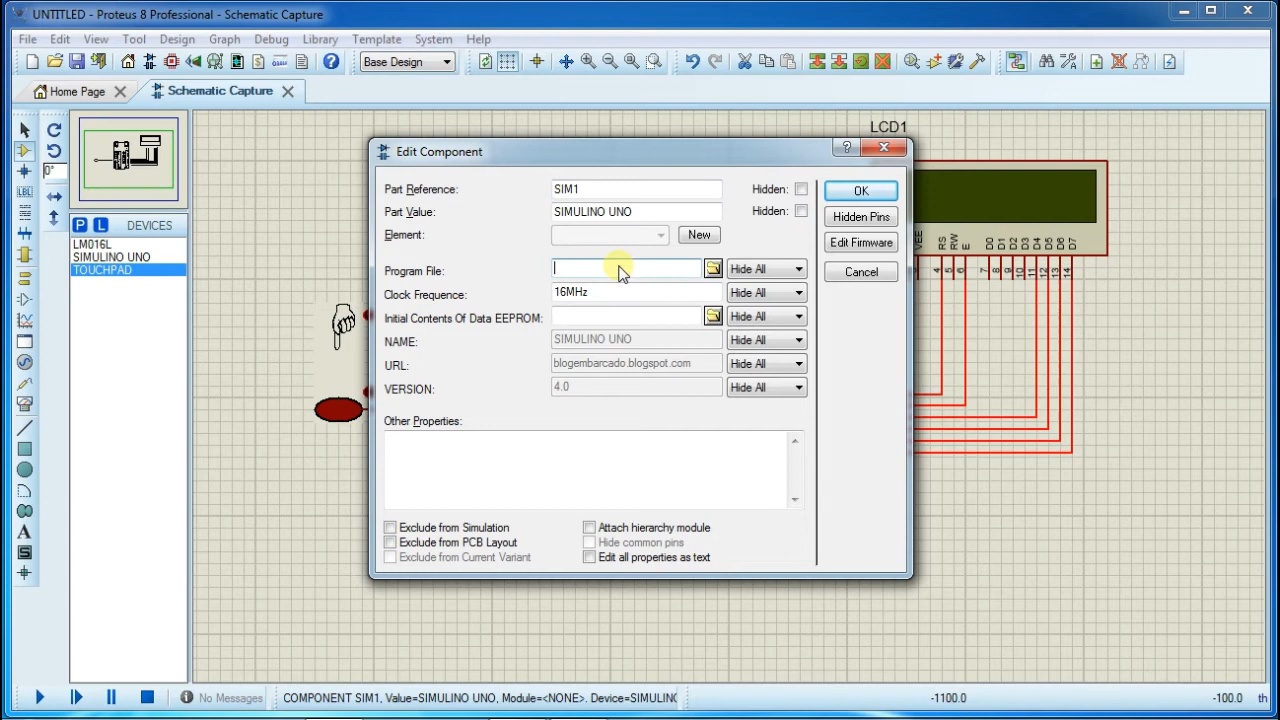 UNTITLED - Proteus 8 Professional - Schematic Capture
File Edit View Tool Design Graph Debug Library Template System Help
Base Design
Home Page
Schematic Capture
LCD1
0°
P L DEVICES
LM016L
SIMULINO UNO
TOUCHPAD
LBL
A
S
Edit Component
?
Part Reference: SIM1 Hidden:
Part Value: SIMULINO UNO Hidden:
Element: New
Program File: Hide All
Clock Frequency: 16MHz Hide All
Initial Contents Of Data EEPROM: Hide All
NAME: SIMULINO UNO Hide All
URL: blogembarcado.blogspot.com Hide All
VERSION: 4.0 Hide All
Other Properties:
Exclude from Simulation
Exclude from PCB Layout
Exclude from Current Variant
Attach hierarchy module
Hide common pins
Edit all properties as text
OK
Hidden Pins
Edit Firmware
Cancel
VEE RS RW E D0 D1 D2 D3 D4 D5 D6 D7
4 5 6 7 8 9 10 11 12 13 14
No Messages
COMPONENT SIM1, Value=SIMULINO UNO, Module=<NONE>. Device=SIMULINO
-1100.0
-100.0
th